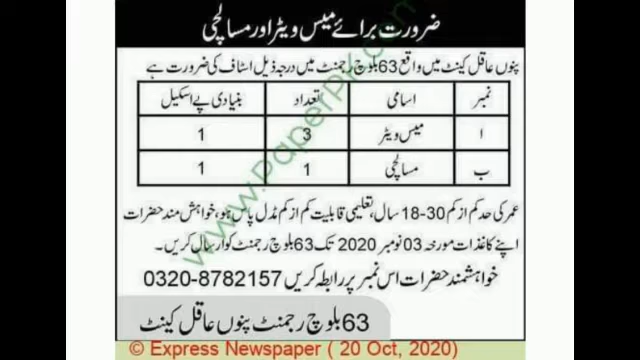 ضرورت برائے میس ویٹر اور مسالچی
پنوں عاقل کینٹ میں واقع 63 بلوچ رجمنٹ میں درجہ ذیل اسٹاف کی ضرورت ہے
نمبر اسامی تعداد بنیادی پے اسکیل
ا میس ویٹر 3 1
ب مسالچی 1 1
عمر کی حد کم از کم 30-18 سال، تعلیمی قابلیت کم از کم مڈل پاس ہو، خواہش مند حضرات
اپنے کاغذات مورخہ 03 نومبر 2020 تک 63 بلوچ رجمنٹ کو ارسال کریں۔
خواہشمند حضرات اس نمبر پر رابطہ کریں 0320-8782157
63 بلوچ رجمنٹ پنوں عاقل کینٹ
© Express Newspaper ( 20 Oct, 2020)
www.PaperPk.com